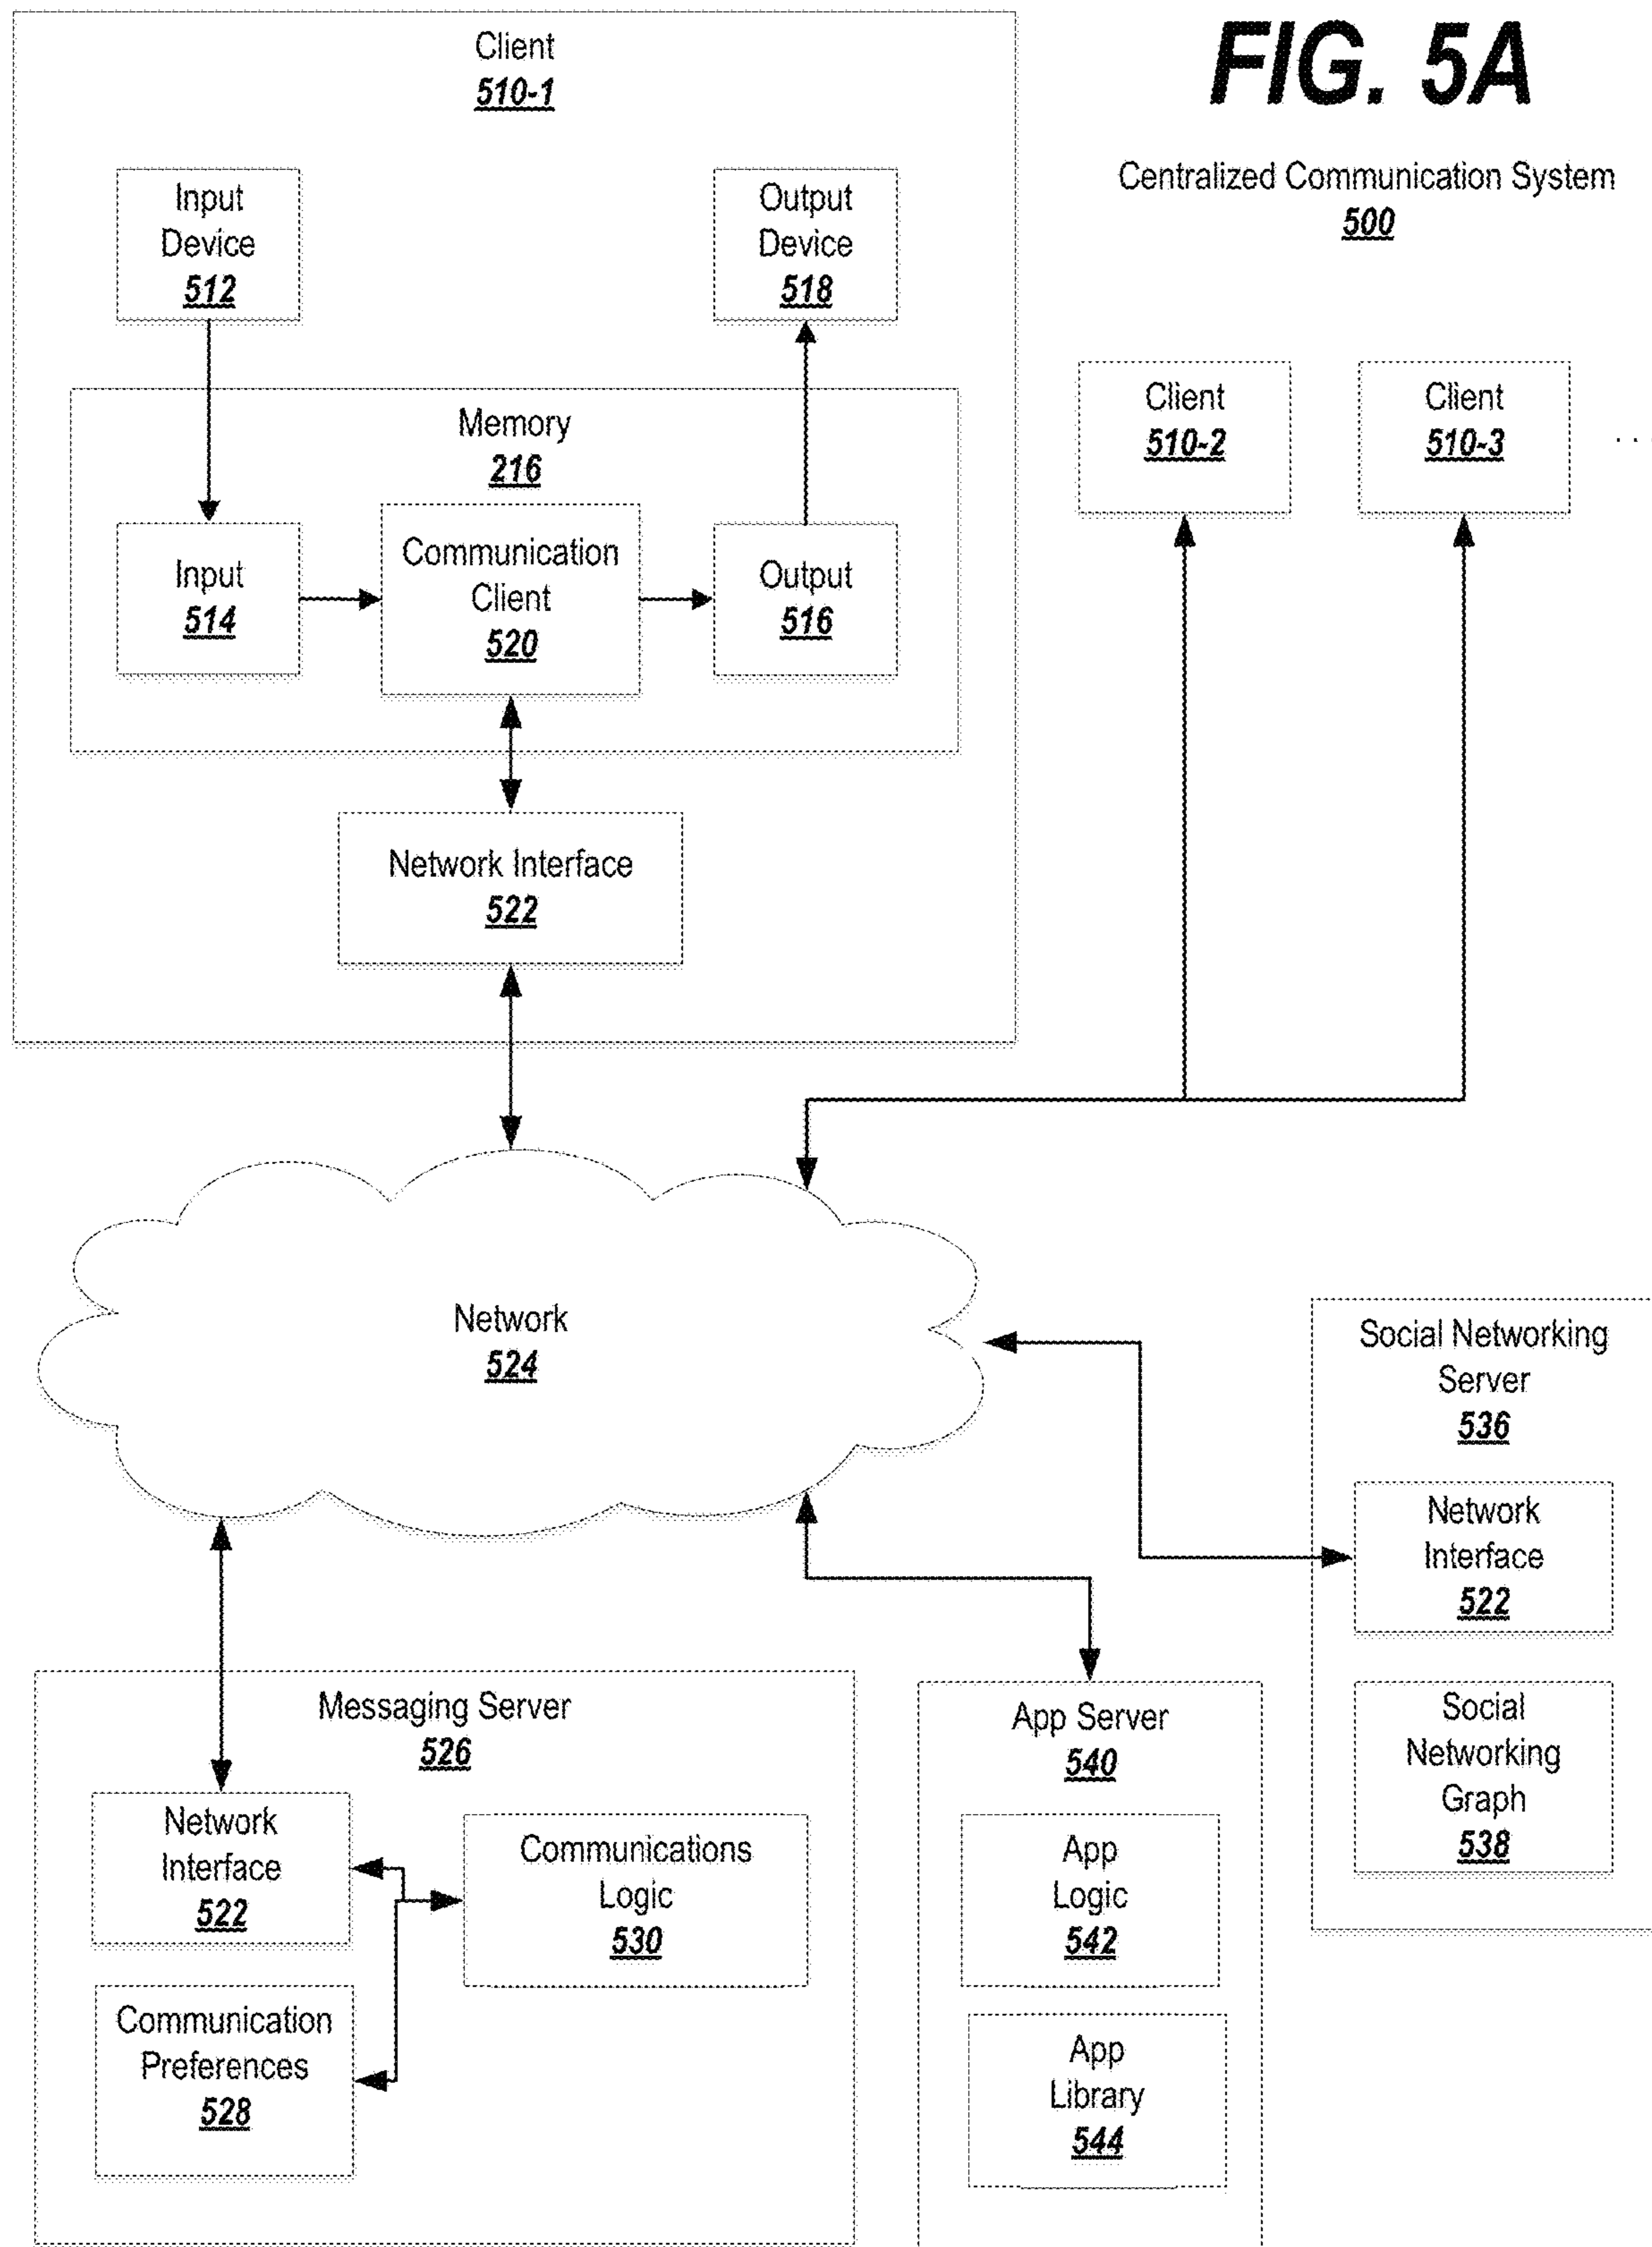 FIG. 5A
Centralized Communication System
500
Client
510-1
Input
Device
512
Output
Device
518
Memory
216
Input
514
Communication
Client
520
Output
516
Network Interface
522
Client
510-2
Client
510-3
. . .
Network
524
Social Networking
Server
536
Network
Interface
522
Social
Networking
Graph
538
Messaging Server
526
Network
Interface
522
Communications
Logic
530
Communication
Preferences
528
App Server
540
App
Logic
542
App
Library
544